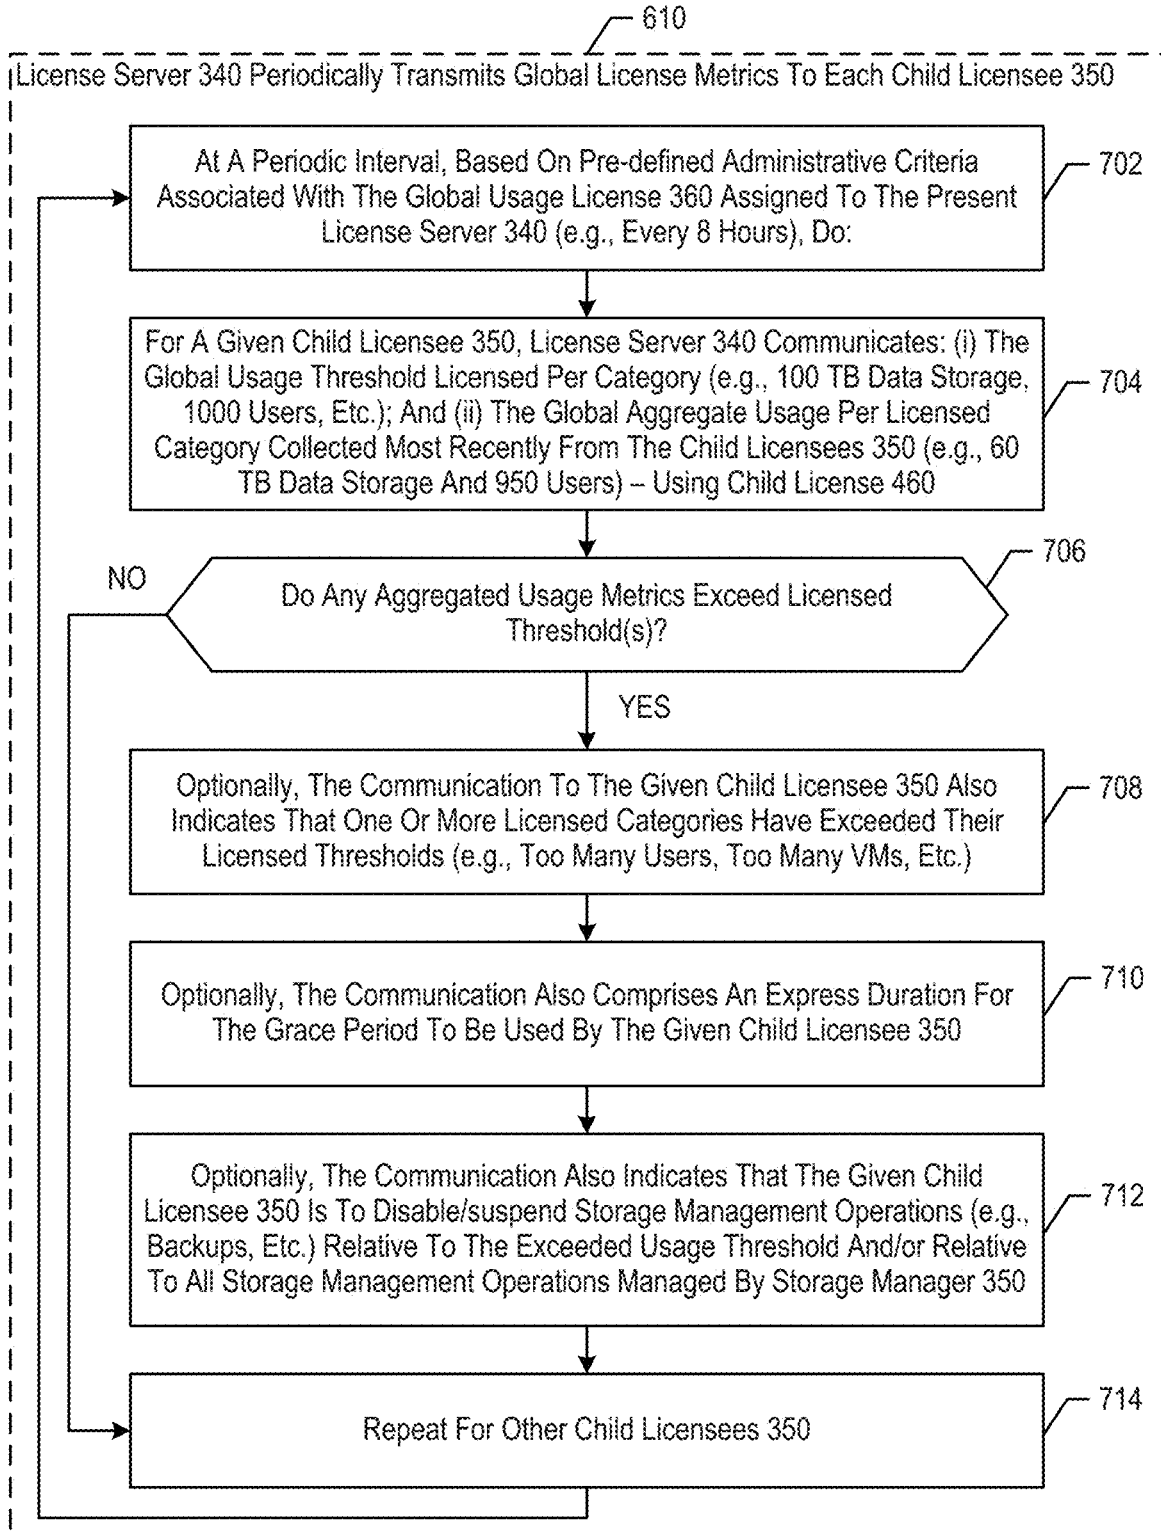 610
License Server 340 Periodically Transmits Global License Metrics To Each Child Licensee 350
At A Periodic Interval, Based On Pre-defined Administrative Criteria
Associated With The Global Usage License 360 Assigned To The Present
License Server 340 (e.g., Every 8 Hours), Do:
702
For A Given Child Licensee 350, License Server 340 Communicates: (i) The
Global Usage Threshold Licensed Per Category (e.g., 100 TB Data Storage,
1000 Users, Etc.); And (ii) The Global Aggregate Usage Per Licensed
Category Collected Most Recently From The Child Licensees 350 (e.g., 60
TB Data Storage And 950 Users) – Using Child License 460
704
NO
Do Any Aggregated Usage Metrics Exceed Licensed
Threshold(s)?
706
YES
Optionally, The Communication To The Given Child Licensee 350 Also
Indicates That One Or More Licensed Categories Have Exceeded Their
Licensed Thresholds (e.g., Too Many Users, Too Many VMs, Etc.)
708
Optionally, The Communication Also Comprises An Express Duration For
The Grace Period To Be Used By The Given Child Licensee 350
710
Optionally, The Communication Also Indicates That The Given Child
Licensee 350 Is To Disable/suspend Storage Management Operations (e.g.,
Backups, Etc.) Relative To The Exceeded Usage Threshold And/or Relative
To All Storage Management Operations Managed By Storage Manager 350
712
Repeat For Other Child Licensees 350
714